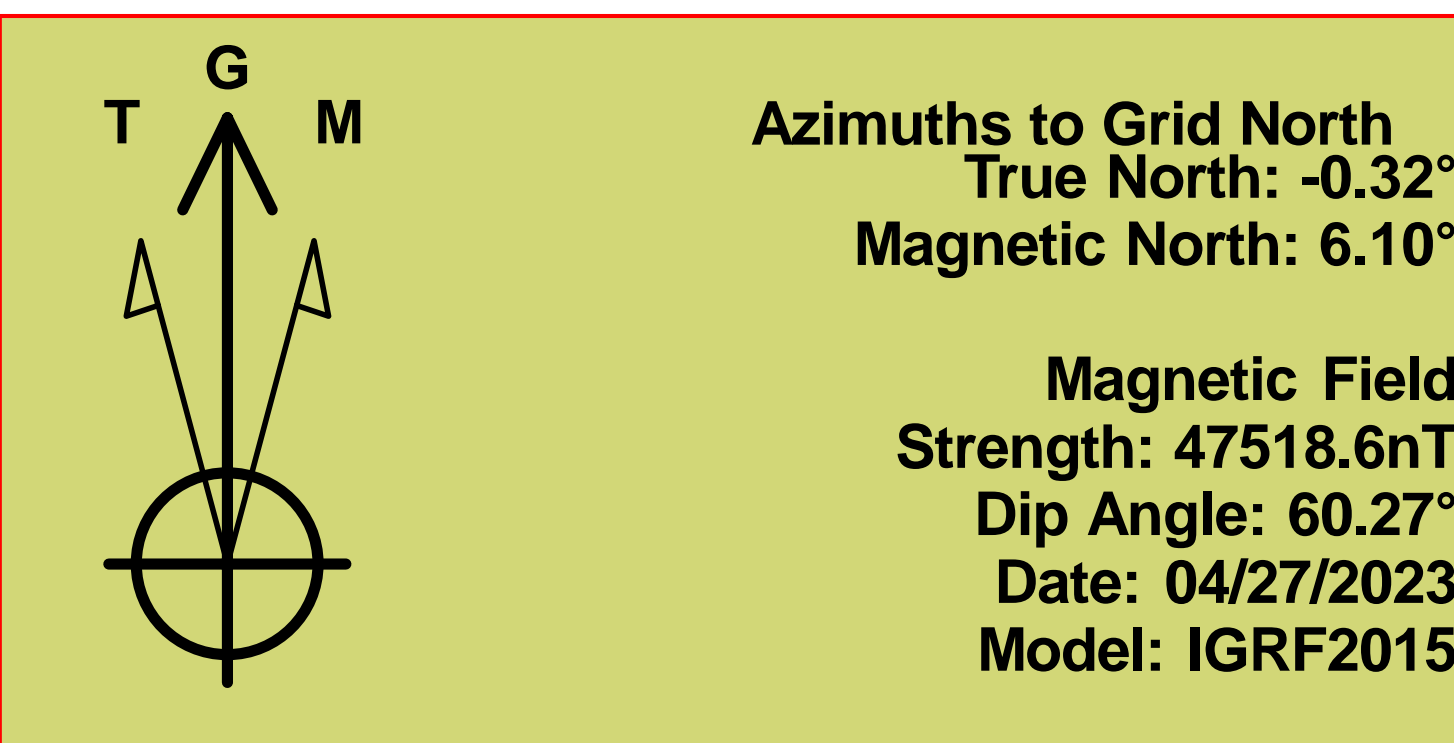 G
T M
Azimuths to Grid North
True North: -0.32°
Magnetic North: 6.10°
Magnetic Field
Strength: 47518.6nT
Dip Angle: 60.27°
Date: 04/27/2023
Model: IGRF2015